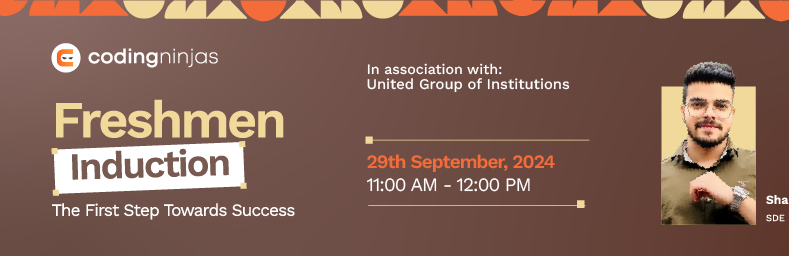 codingninjas
Freshmen
Induction
The First Step Towards Success
In association with:
United Group of Institutions
29th September, 2024
11:00 AM - 12:00 PM
Sha
SDE